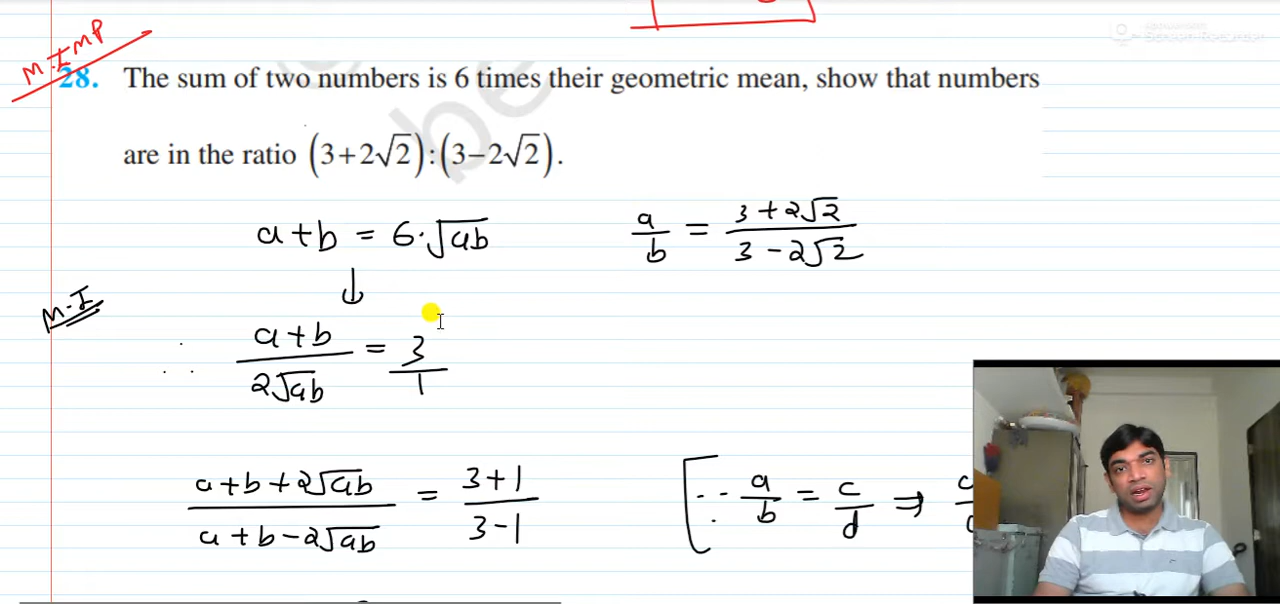 M. IMP
28. The sum of two numbers is 6 times their geometric mean, show that numbers
are in the ratio (3+2√2):(3−2√2).
a+b = 6·√ab
a/b = (3+2√2)/(3−2√2)
↓
M.I
∴ (a+b)/(2√ab) = 3/1
(a+b+2√ab)/(a+b−2√ab) = (3+1)/(3−1)
[∵ a/b = c/d ⇒